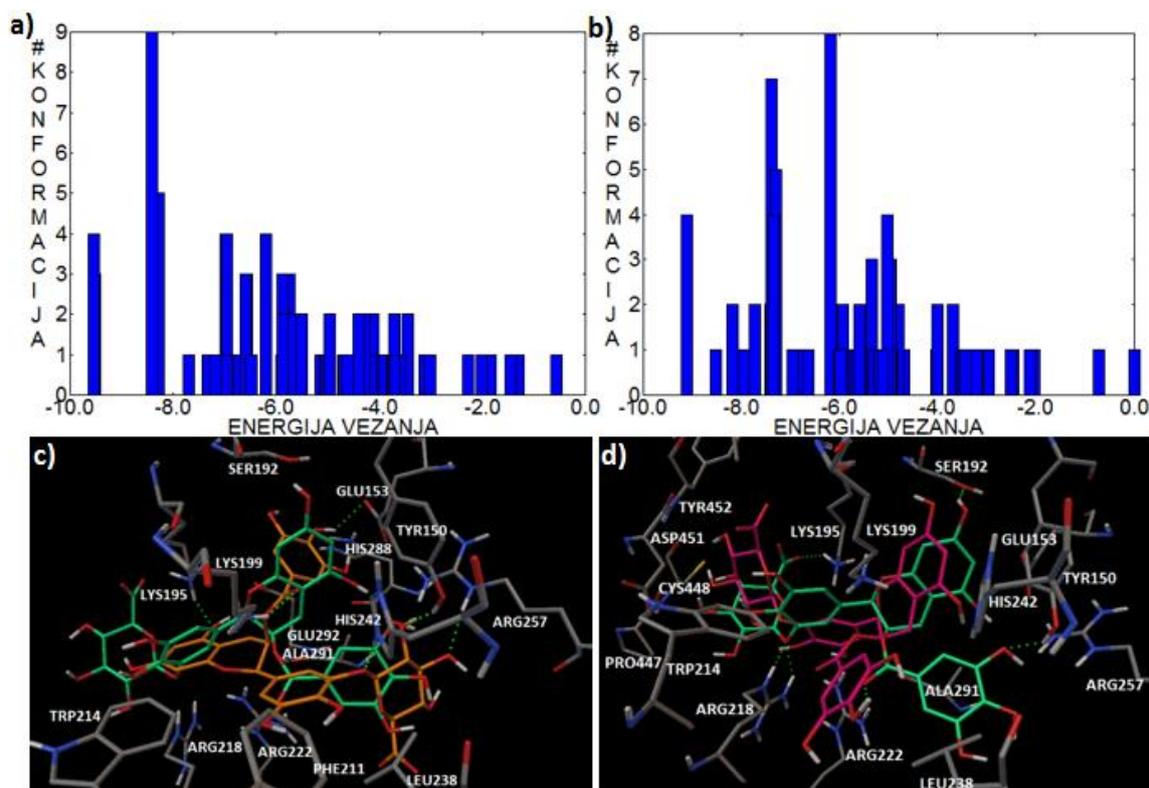 a)
#
K
O
N
F
O
R
M
A
C
I
J
A
9
8
7
6
5
4
3
2
1
0
-10.0 -8.0 -6.0 -4.0 -2.0 0.0
ENERGIJA VEZANJA
b)
#
K
O
N
F
O
R
M
A
C
I
J
A
8
7
6
5
4
3
2
1
0
-10.0 -8.0 -6.0 -4.0 -2.0 0.0
ENERGIJA VEZANJA
c)
SER192
GLU153
TYR150
HIS288
LYS199
LYS195
HIS242
GLU292
ALA291
ARG257
TRP214
ARG218
ARG222
PHE211
LEU238
d)
SER192
TYR452
LYS195
LYS199
ASP451
GLU153
CYS448
TYR150
HIS242
PRO447
TRP214
ALA291
ARG257
ARG218
ARG222
LEU238